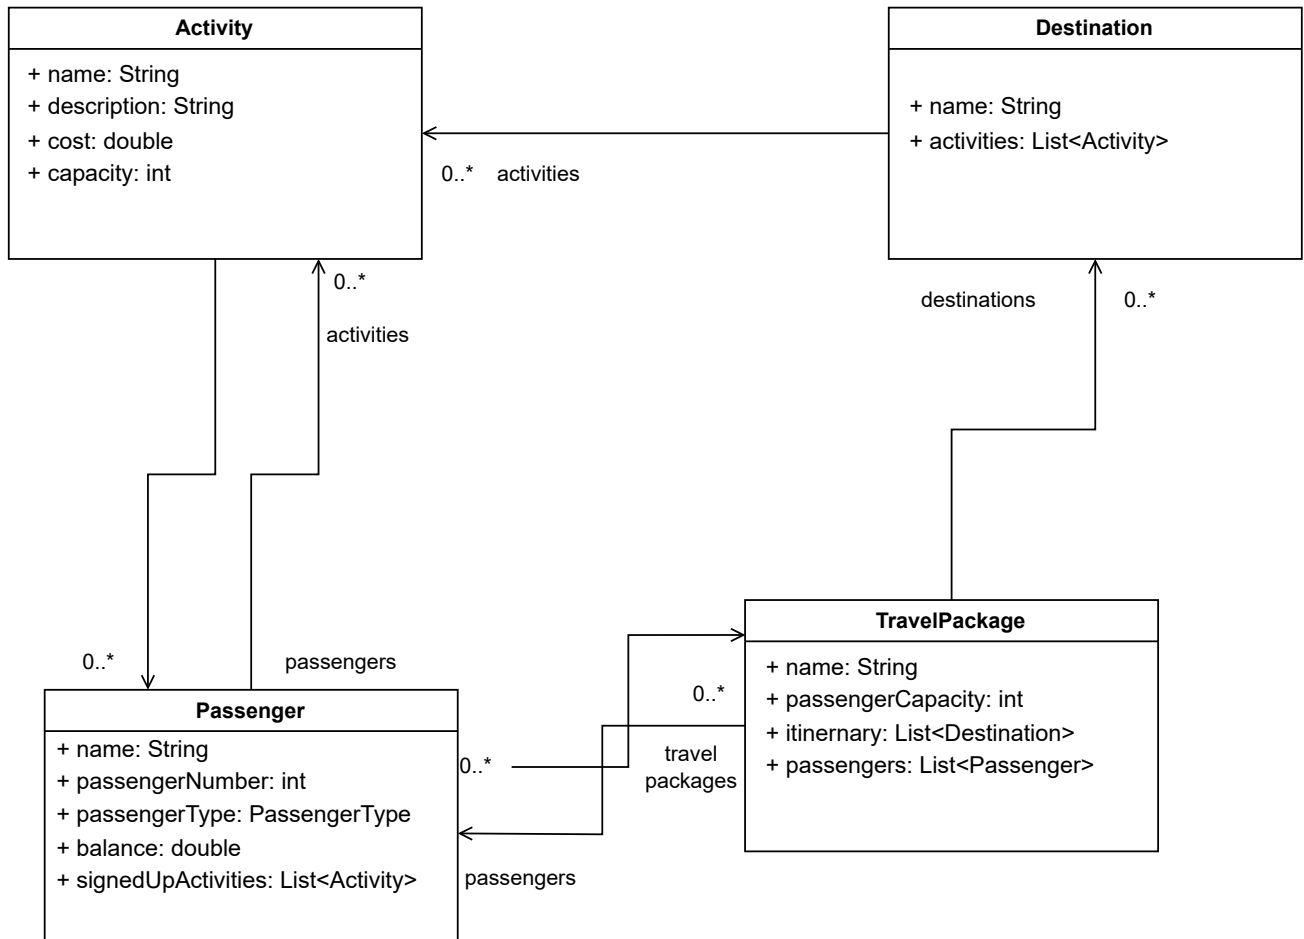 Activity
+ name: String
+ description: String
+ cost: double
+ capacity: int
Destination
+ name: String
+ activities: List<Activity>
0..* activities
0..*
activities
destinations 0..*
0..* passengers
TravelPackage
+ name: String
+ passengerCapacity: int
+ itinernary: List<Destination>
+ passengers: List<Passenger>
0..*
travel
packages
Passenger
+ name: String
+ passengerNumber: int
+ passengerType: PassengerType
+ balance: double
+ signedUpActivities: List<Activity>
0..*
passengers